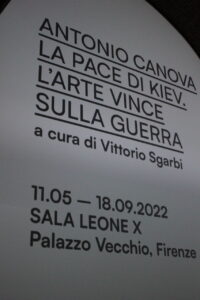 ANTONIO CANOVA
LA PACE DI KIEV.
L'ARTE VINCE
SULLA GUERRA
a cura di Vittorio Sgarbi
11.05 — 18.09.2022
SALA LEONE X
Palazzo Vecchio, Firenze